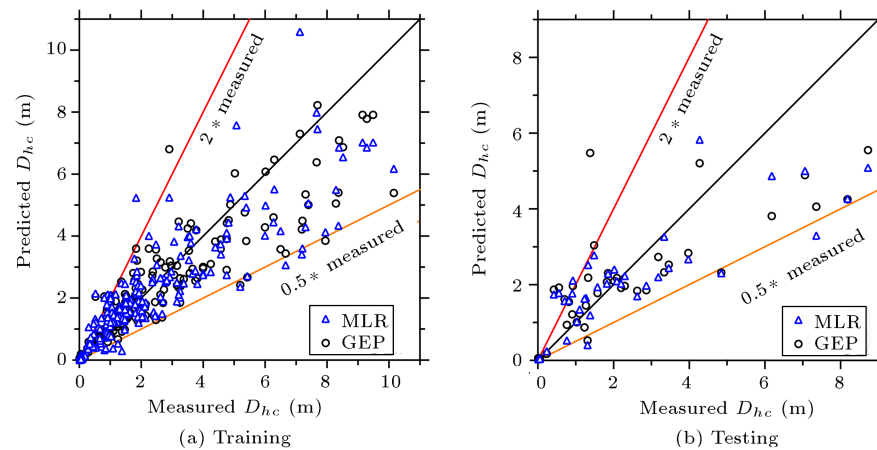 10
8
6
4
2
0
0
2
4
6
8
10
Predicted D_hc (m)
Measured D_hc (m)
2 * measured
0.5* measured
MLR
GEP
(a) Training
8
6
4
2
0
0
2
4
6
8
Predicted D_hc (m)
Measured D_hc (m)
2 * measured
0.5* measured
MLR
GEP
(b) Testing